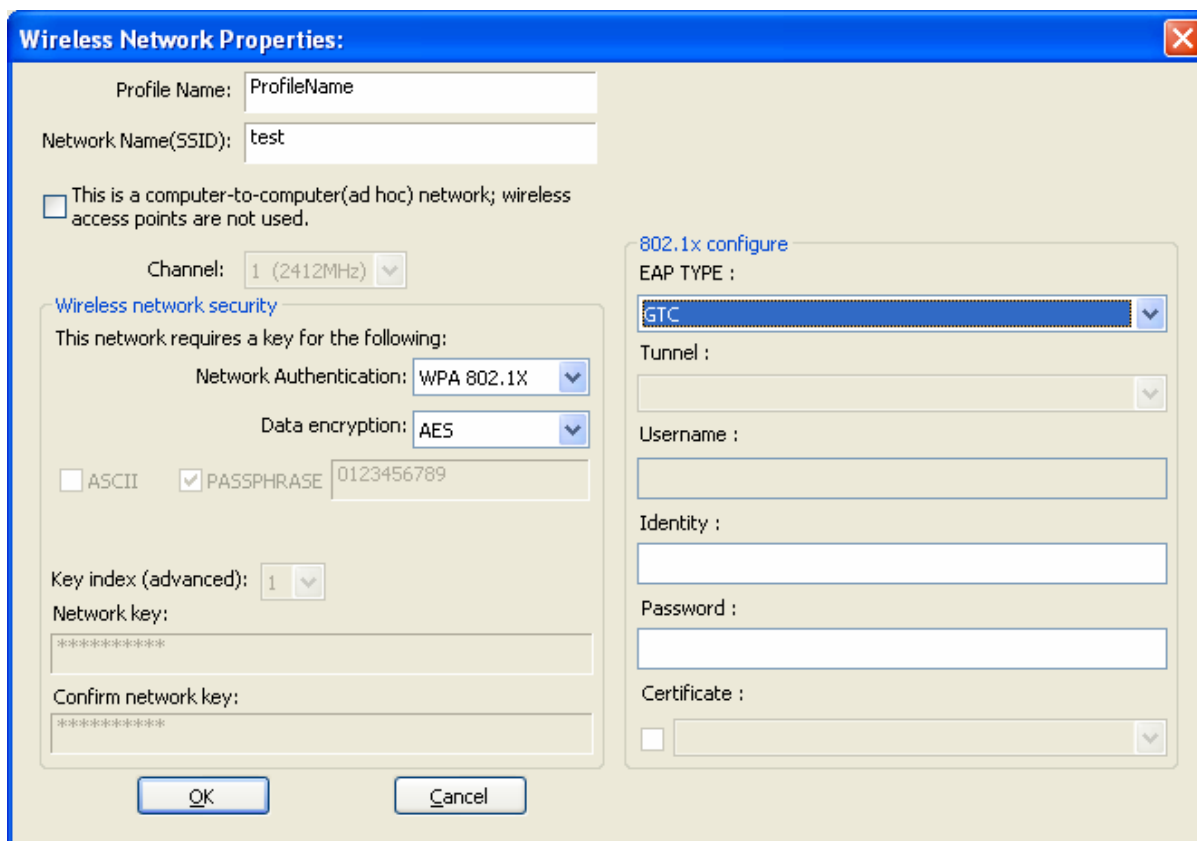 Wireless Network Properties:
Profile Name: ProfileName
Network Name(SSID): test
This is a computer-to-computer(ad hoc) network; wireless
access points are not used.
Channel: 1 (2412MHz)
Wireless network security
This network requires a key for the following:
Network Authentication: WPA 802.1X
Data encryption: AES
ASCII PASSPHRASE 0123456789
Key index (advanced): 1
Network key:
**********
Confirm network key:
**********
OK Cancel
802.1x configure
EAP TYPE :
GTC
Tunnel :
Username :
Identity :
Password :
Certificate :